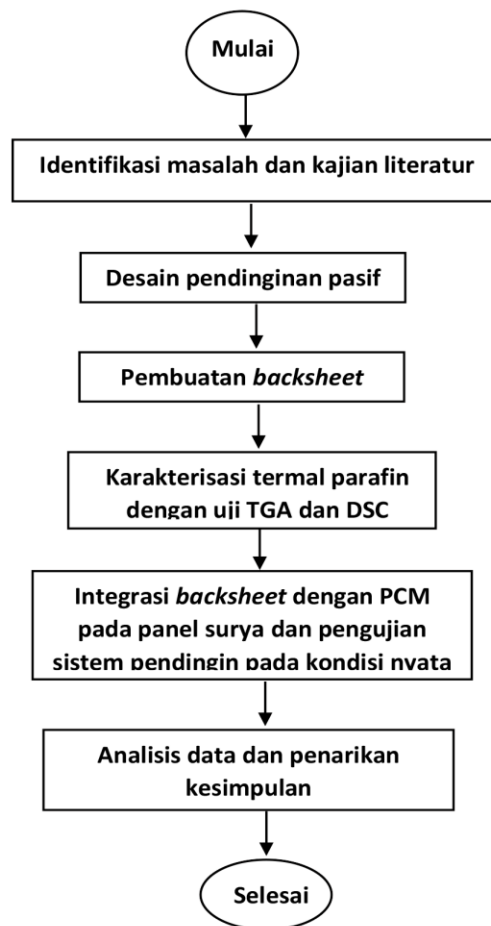 Mulai
Identifikasi masalah dan kajian literatur
Desain pendinginan pasif
Pembuatan backsheet
Karakterisasi termal parafin
dengan uji TGA dan DSC
Integrasi backsheet dengan PCM
pada panel surya dan pengujian
sistem pendingin pada kondisi nyata
Analisis data dan penarikan
kesimpulan
Selesai